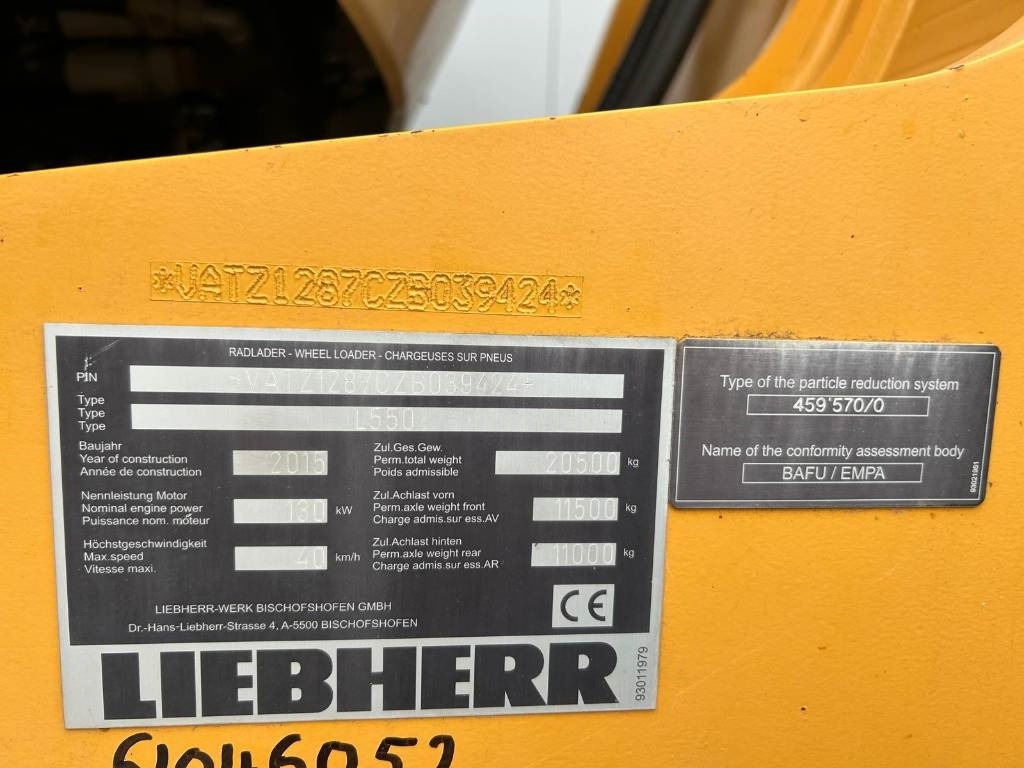 *VATZ1287CZB039424*
RADLADER - WHEEL LOADER - CHARGEUSES SUR PNEUS
PIN *VATZ1287CZB039424*
Type
Type L550
Type
Baujahr
Year of construction 2015
Année de construction
Zul.Ges.Gew.
Perm.total weight 20500 kg
Poids admissible
Nennleistung Motor
Nominal engine power 130 kW
Puissance nom. môteur
Zul.Achlast vorn
Perm.axle weight front 11500 kg
Charge admis.sur ess.AV
Höchstgeschwindigkeit
Max.speed 40 km/h
Vitesse maxi.
Zul.Achlast hinten
Perm.axle weight rear 11000 kg
Charge admis.sur ess.AR
CE
LIEBHERR-WERK BISCHOFSHOFEN GMBH
Dr.-Hans-Liebherr-Strasse 4, A-5500 BISCHOFSHOFEN
LIEBHERR
93011979
Type of the particle reduction system
459'570/0
Name of the conformity assessment body
BAFU / EMPA
93021951